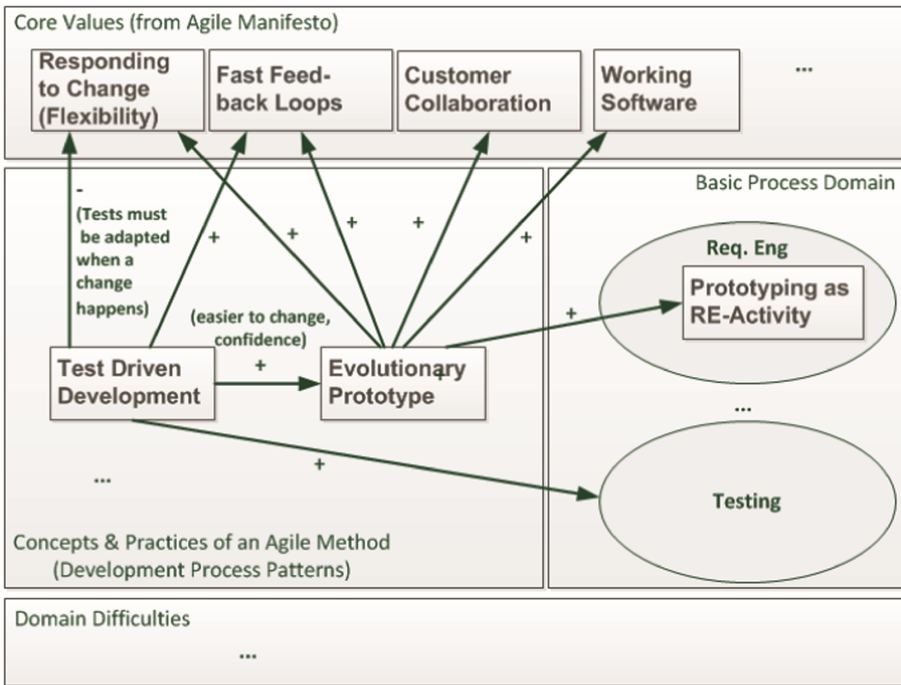 Core Values (from Agile Manifesto)
Responding
to Change
(Flexibility)
Fast Feed-
back Loops
Customer
Collaboration
Working
Software
...
-
(Tests must
be adapted
when a
change
happens)
+
+
+
+
+
(easier to change,
confidence)
+
Test Driven
Development
Evolutionary
Prototype
+
+
+
...
Concepts & Practices of an Agile Method
(Development Process Patterns)
Basic Process Domain
Req. Eng
Prototyping as
RE-Activity
...
Testing
Domain Difficulties
...